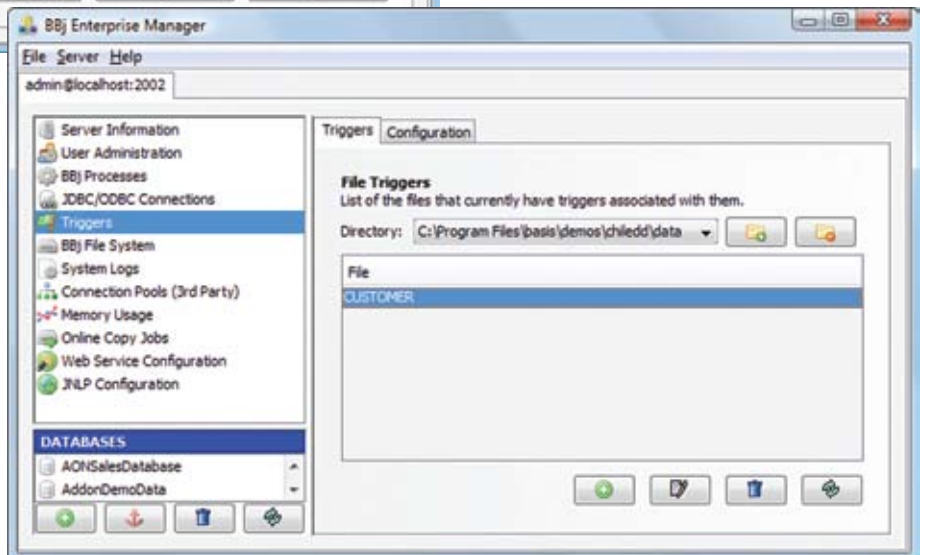 BBj Enterprise Manager
File Server Help
admin@localhost:2002
Server Information
User Administration
BBj Processes
JDBC/ODBC Connections
Triggers
BBj File System
System Logs
Connection Pools (3rd Party)
Memory Usage
Online Copy Jobs
Web Service Configuration
JNLP Configuration
DATABASES
AONSalesDatabase
AddonDemoData
Triggers Configuration
File Triggers
List of the files that currently have triggers associated with them.
Directory: C:\Program Files\basis\demos\chiledd\data
File
CUSTOMER